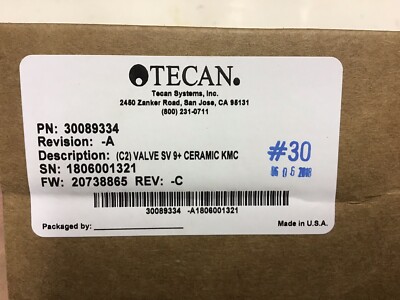 TECAN.
Tecan Systems, Inc.
2450 Zanker Road, San Jose, CA 95131
(800) 231-0711
PN: 30089334
Revision: -A
Description: (C2) VALVE SV 9+ CERAMIC KMC
SN: 1806001321
FW: 20738865 REV: -C
#30
30089334 -A1806001321
Packaged by:
Made in U.S.A.